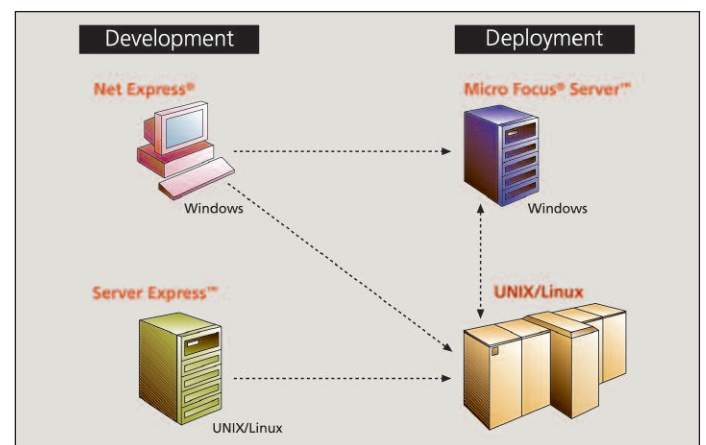 Development
Deployment
Net Express®
Micro Focus® Server™
Windows
Windows
Server Express™
UNIX/Linux
UNIX/Linux